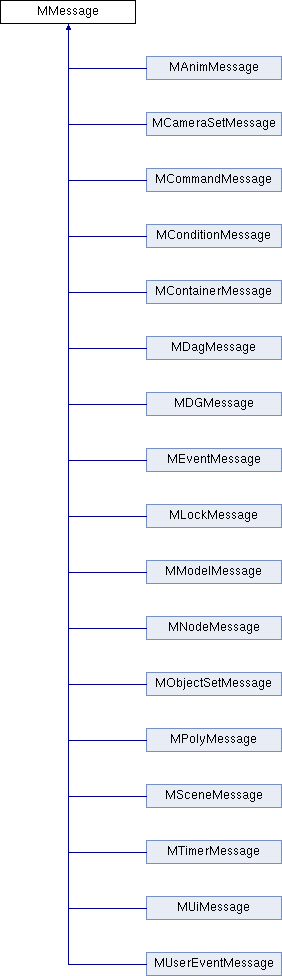 MMessage
MAnimMessage
MCameraSetMessage
MCommandMessage
MConditionMessage
MContainerMessage
MDagMessage
MDGMessage
MEventMessage
MLockMessage
MModelMessage
MNodeMessage
MObjectSetMessage
MPolyMessage
MSceneMessage
MTimerMessage
MUiMessage
MUserEventMessage